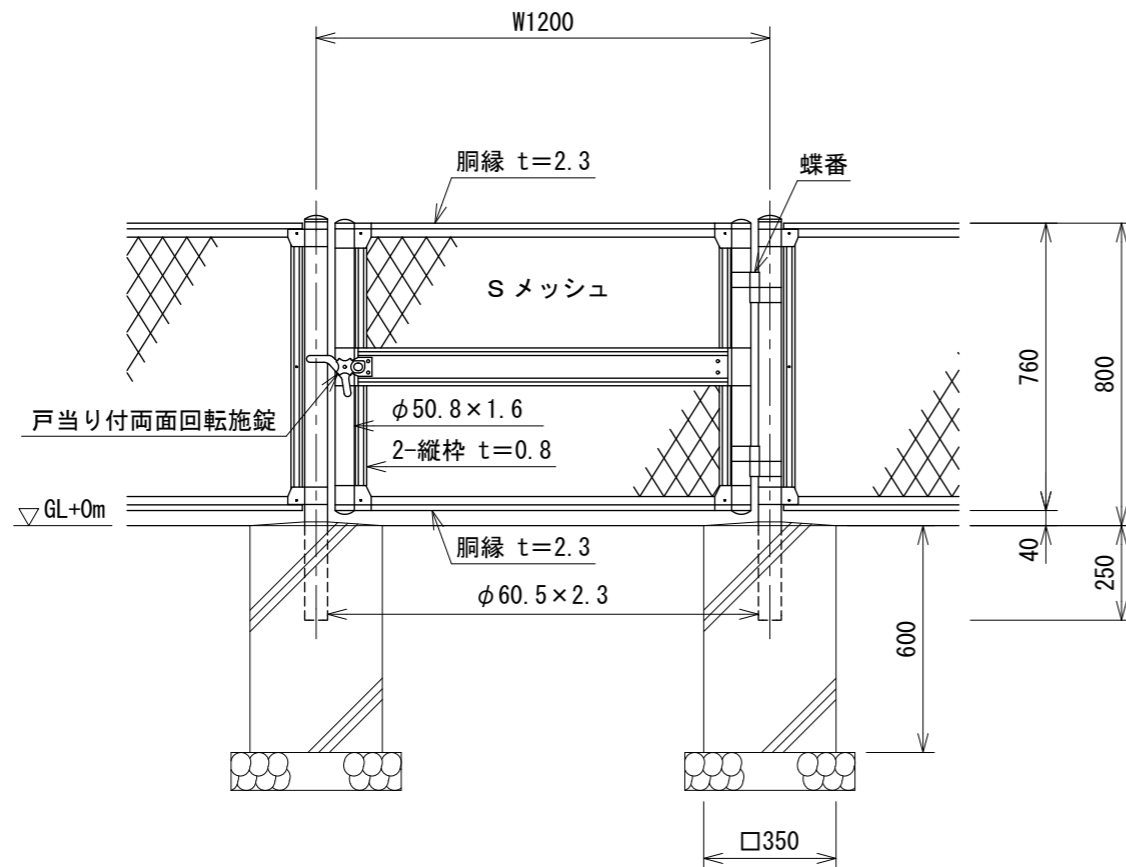 W1200
胴縁 t=2.3
蝶番
S メッシュ
760
800
戸当り付両面回転施錠
φ50.8×1.6
2-縦枠 t=0.8
GL+0m
胴縁 t=2.3
40
250
φ60.5×2.3
600
□350